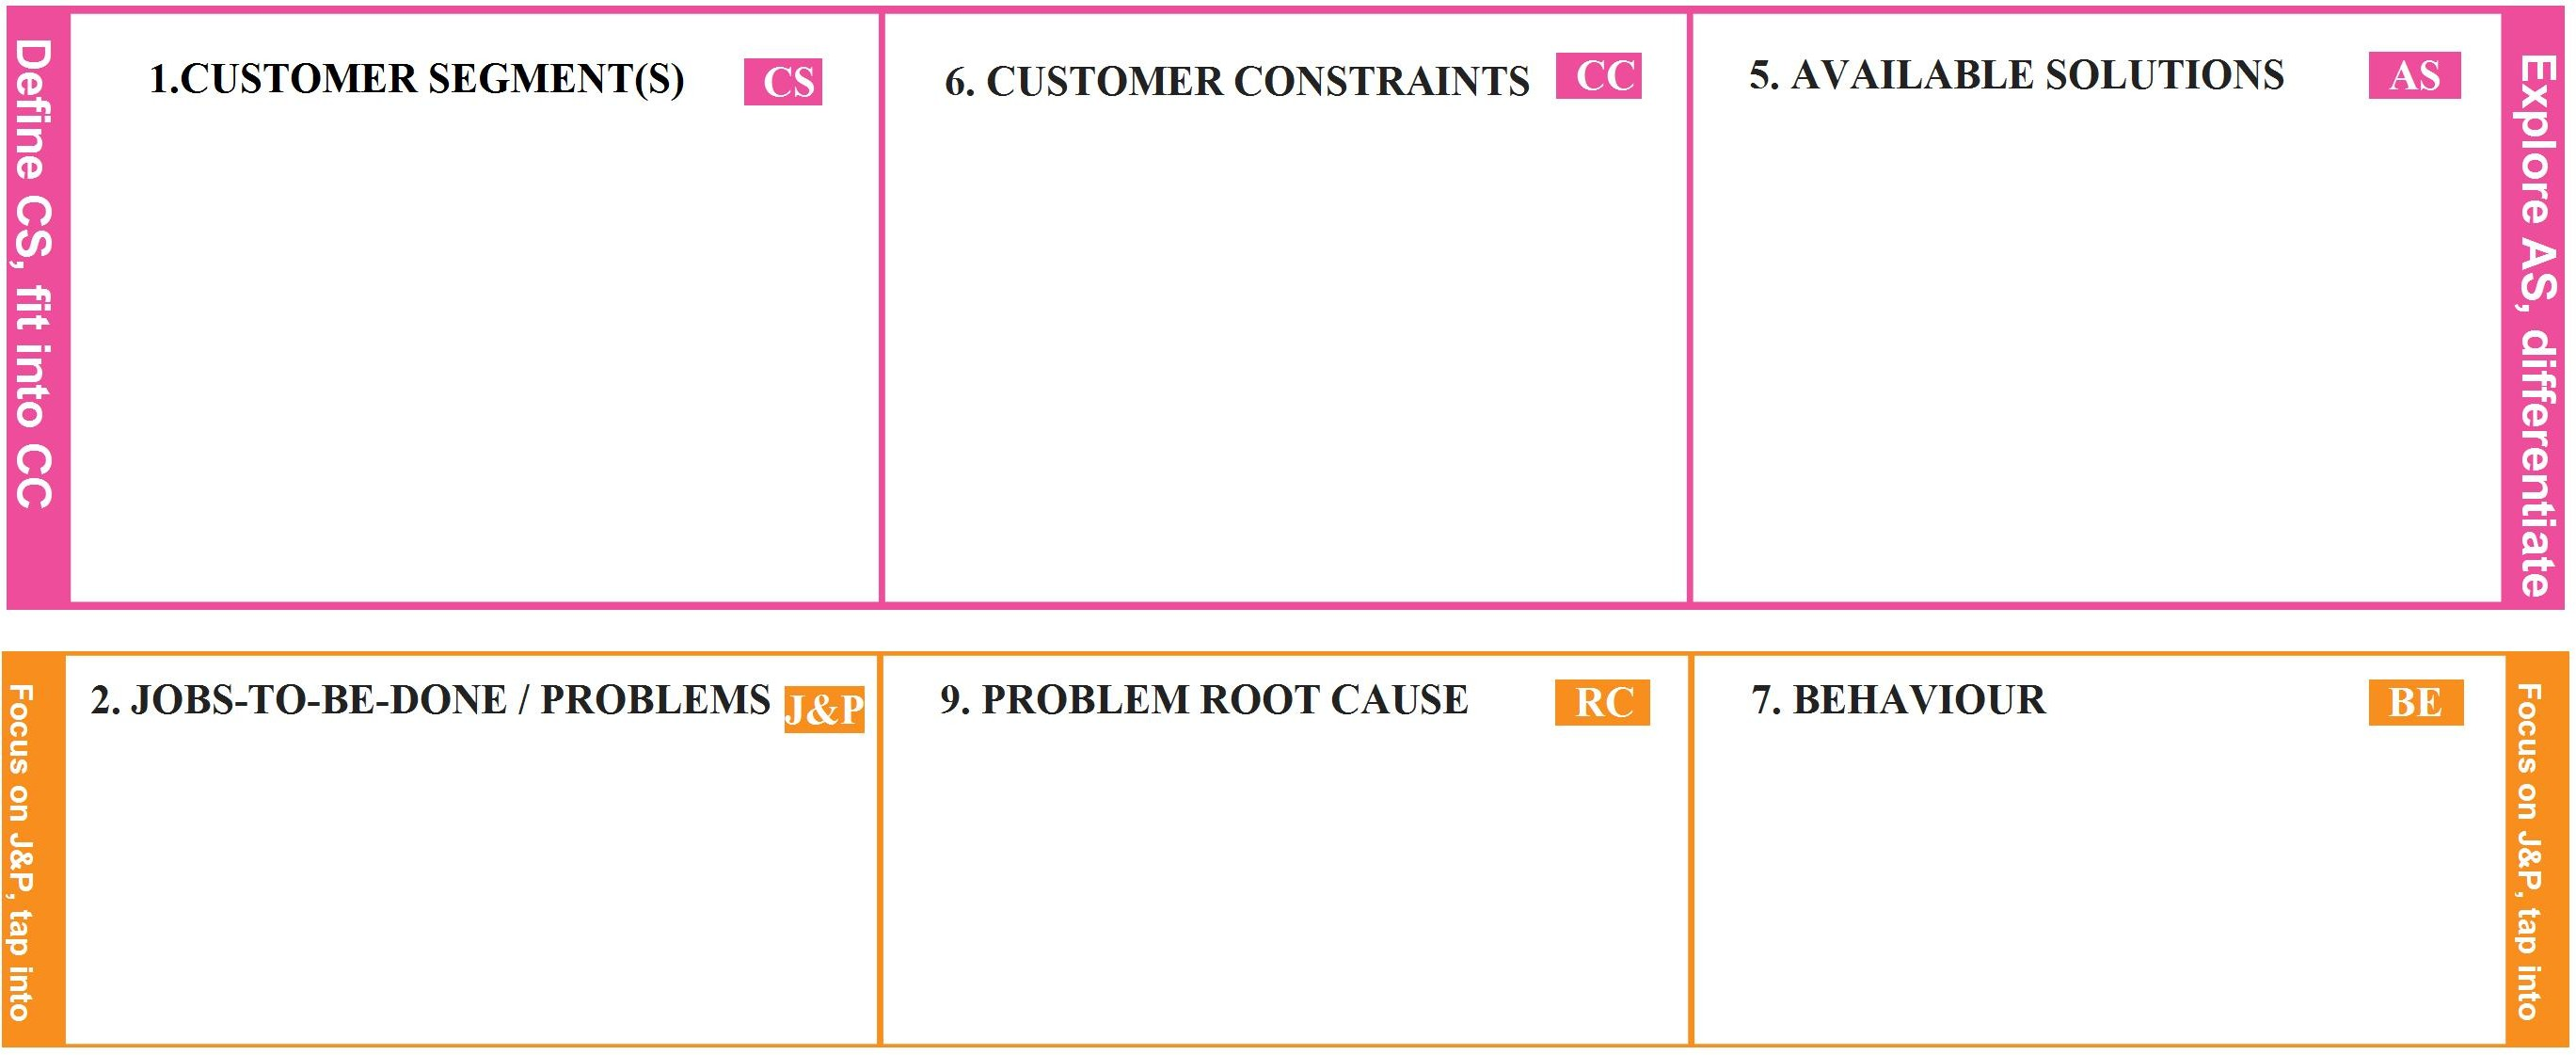 Define CS, fit into CC
1.CUSTOMER SEGMENT(S)
CS
6. CUSTOMER CONSTRAINTS
CC
5. AVAILABLE SOLUTIONS
AS
Explore AS, differentiate
Focus on J&P, tap into
2. JOBS-TO-BE-DONE / PROBLEMS
J&P
9. PROBLEM ROOT CAUSE
RC
7. BEHAVIOUR
BE
Focus on J&P, tap into